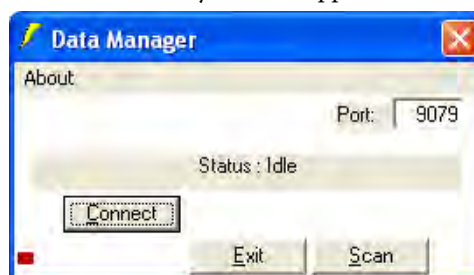 Data Manager
About
Port: 9079
Status : Idle
Connect
Exit Scan